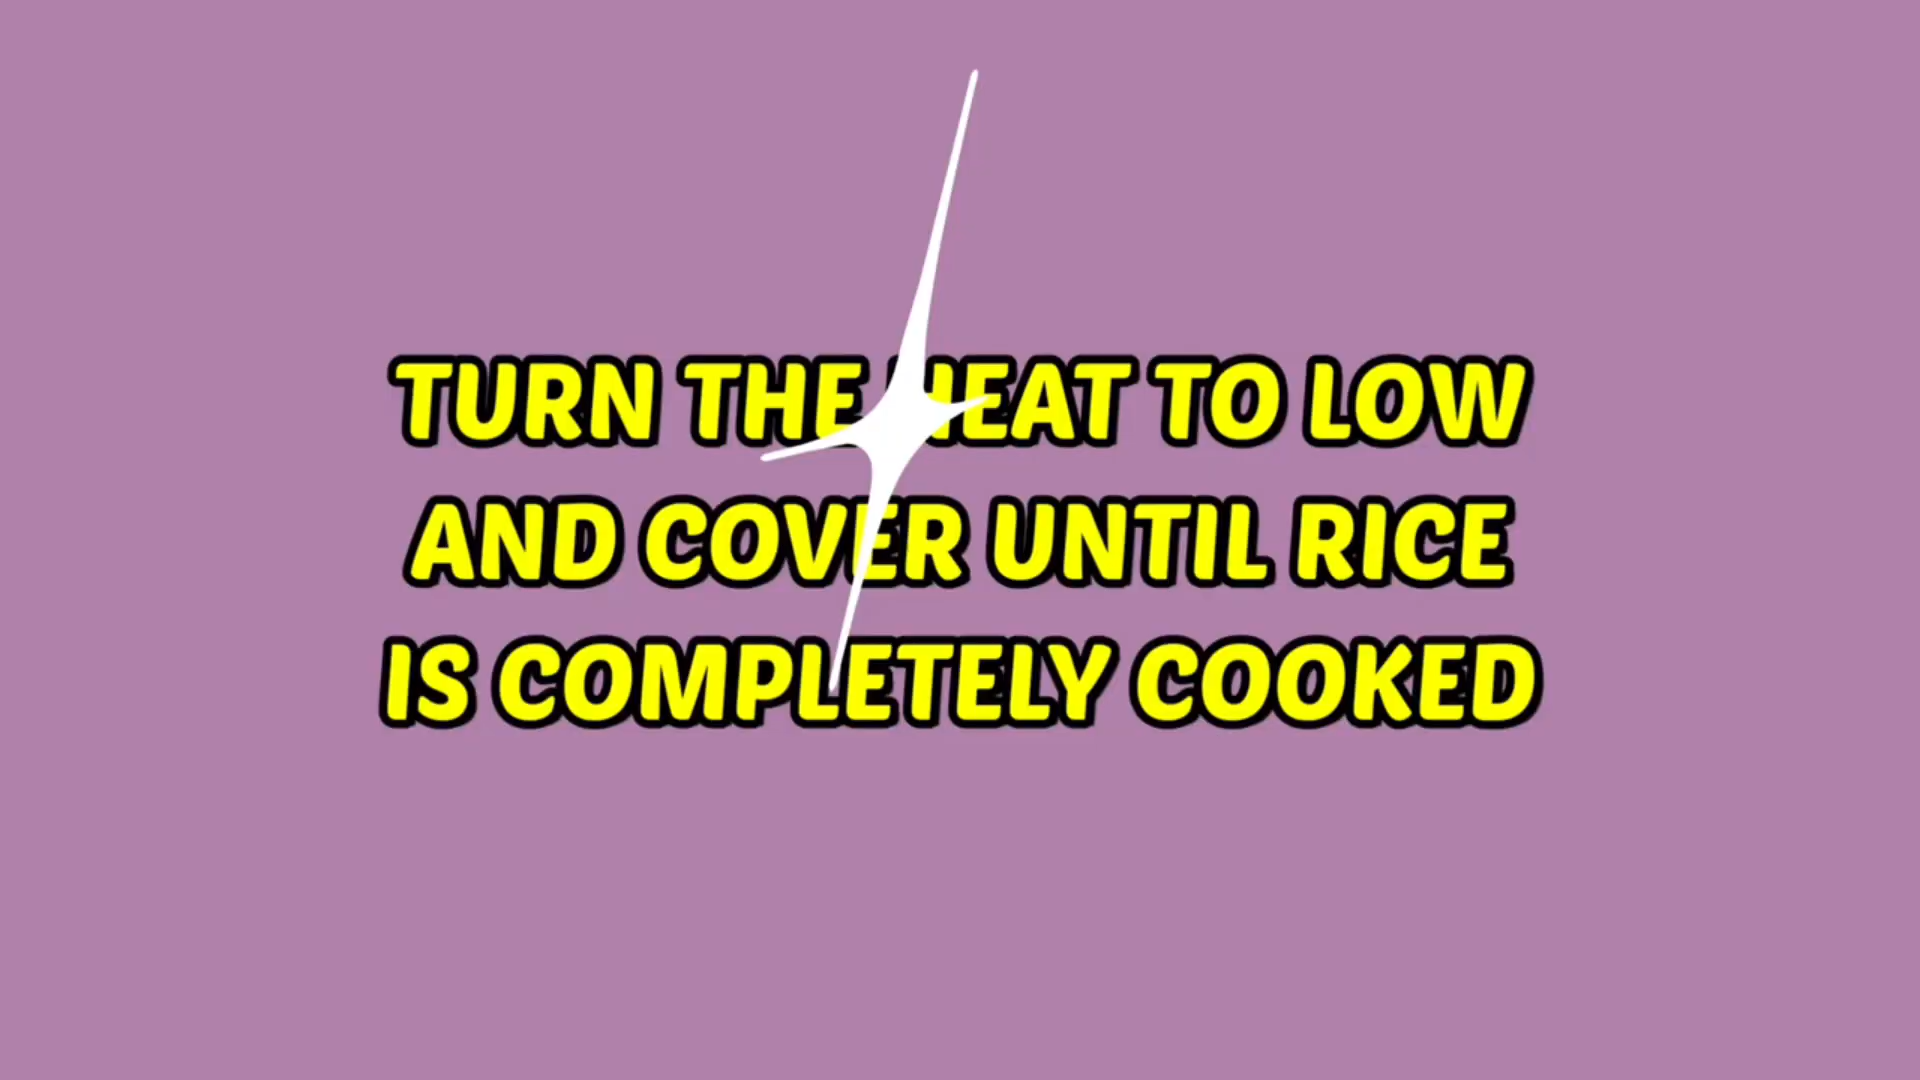 TURN THE HEAT TO LOW
AND COVER UNTIL RICE
IS COMPLETELY COOKED